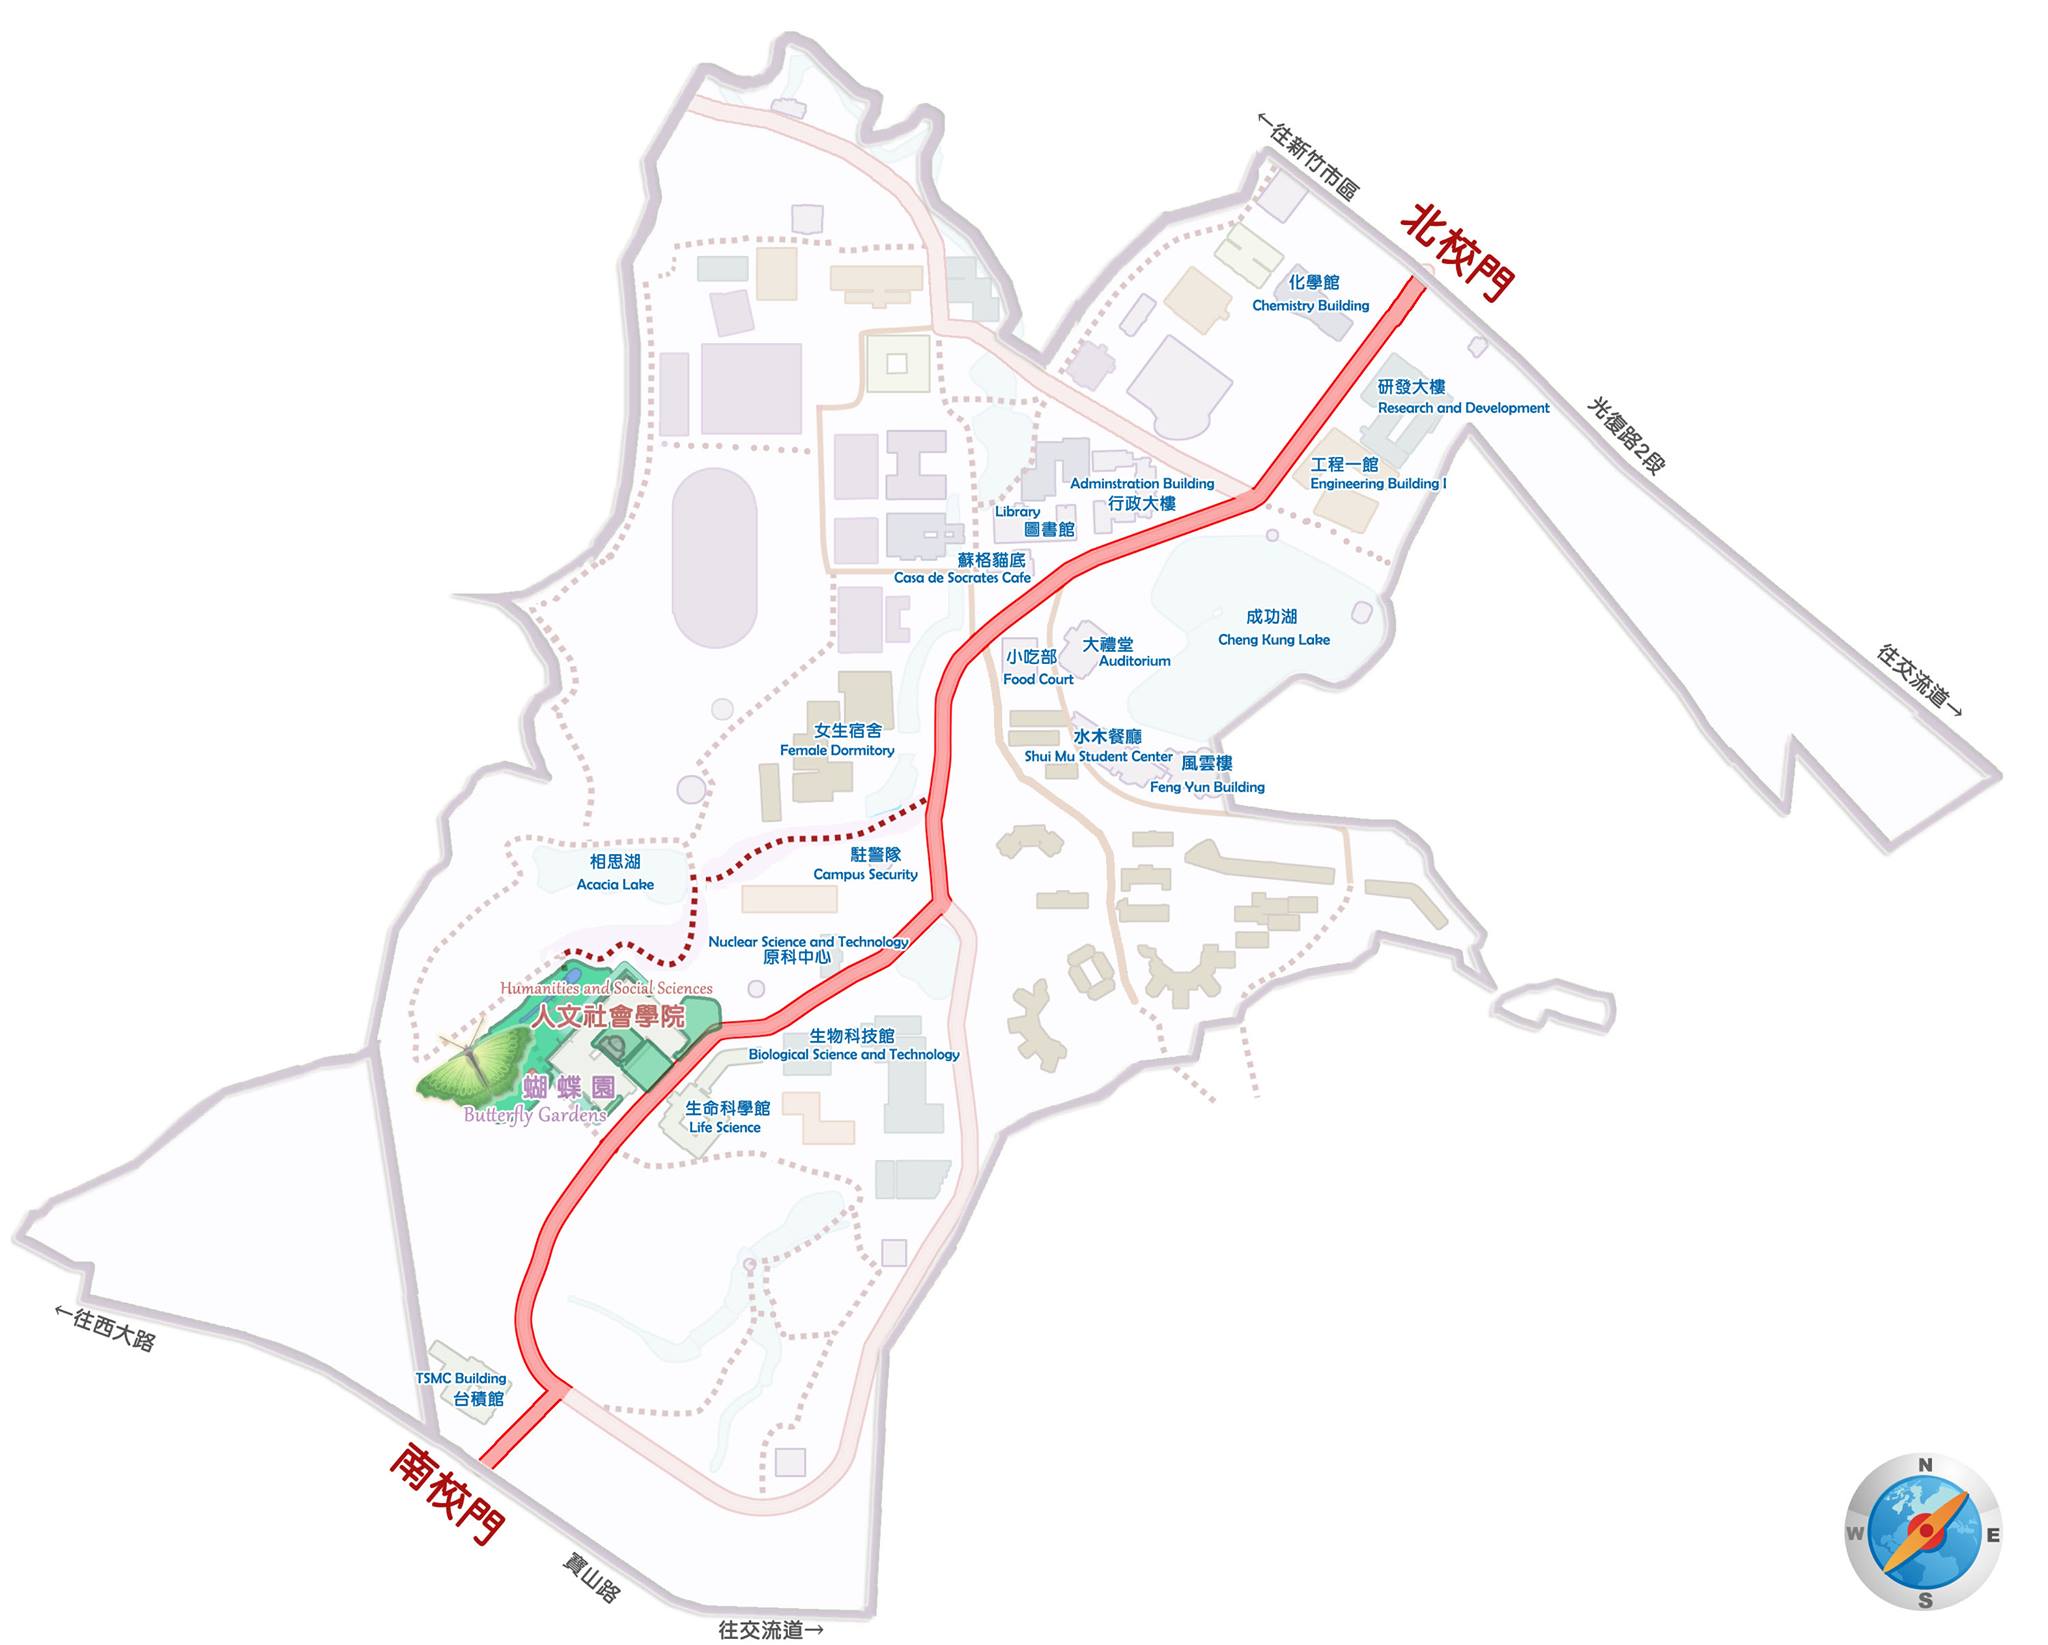 ←往新竹市區
北校門
化學館
Chemistry Building
研發大樓
Research and Development
光復路2段
工程一館
Engineering Building I
Adminstration Building
行政大樓
Library
圖書館
蘇格貓底
Casa de Socrates Cafe
成功湖
Cheng Kung Lake
大禮堂
Auditorium
小吃部
Food Court
往交流道→
女生宿舍
Female Dormitory
水木餐廳
Shui Mu Student Center
風雲樓
Feng Yun Building
相思湖
Acacia Lake
駐警隊
Campus Security
Nuclear Science and Technology
原科中心
Humanities and Social Sciences
人文社會學院
生物科技館
Biological Science and Technology
蝴蝶園
Butterfly Gardens
生命科學館
Life Science
←往西大路
TSMC Building
台積館
南校門
寶山路
往交流道→
N
W
E
S